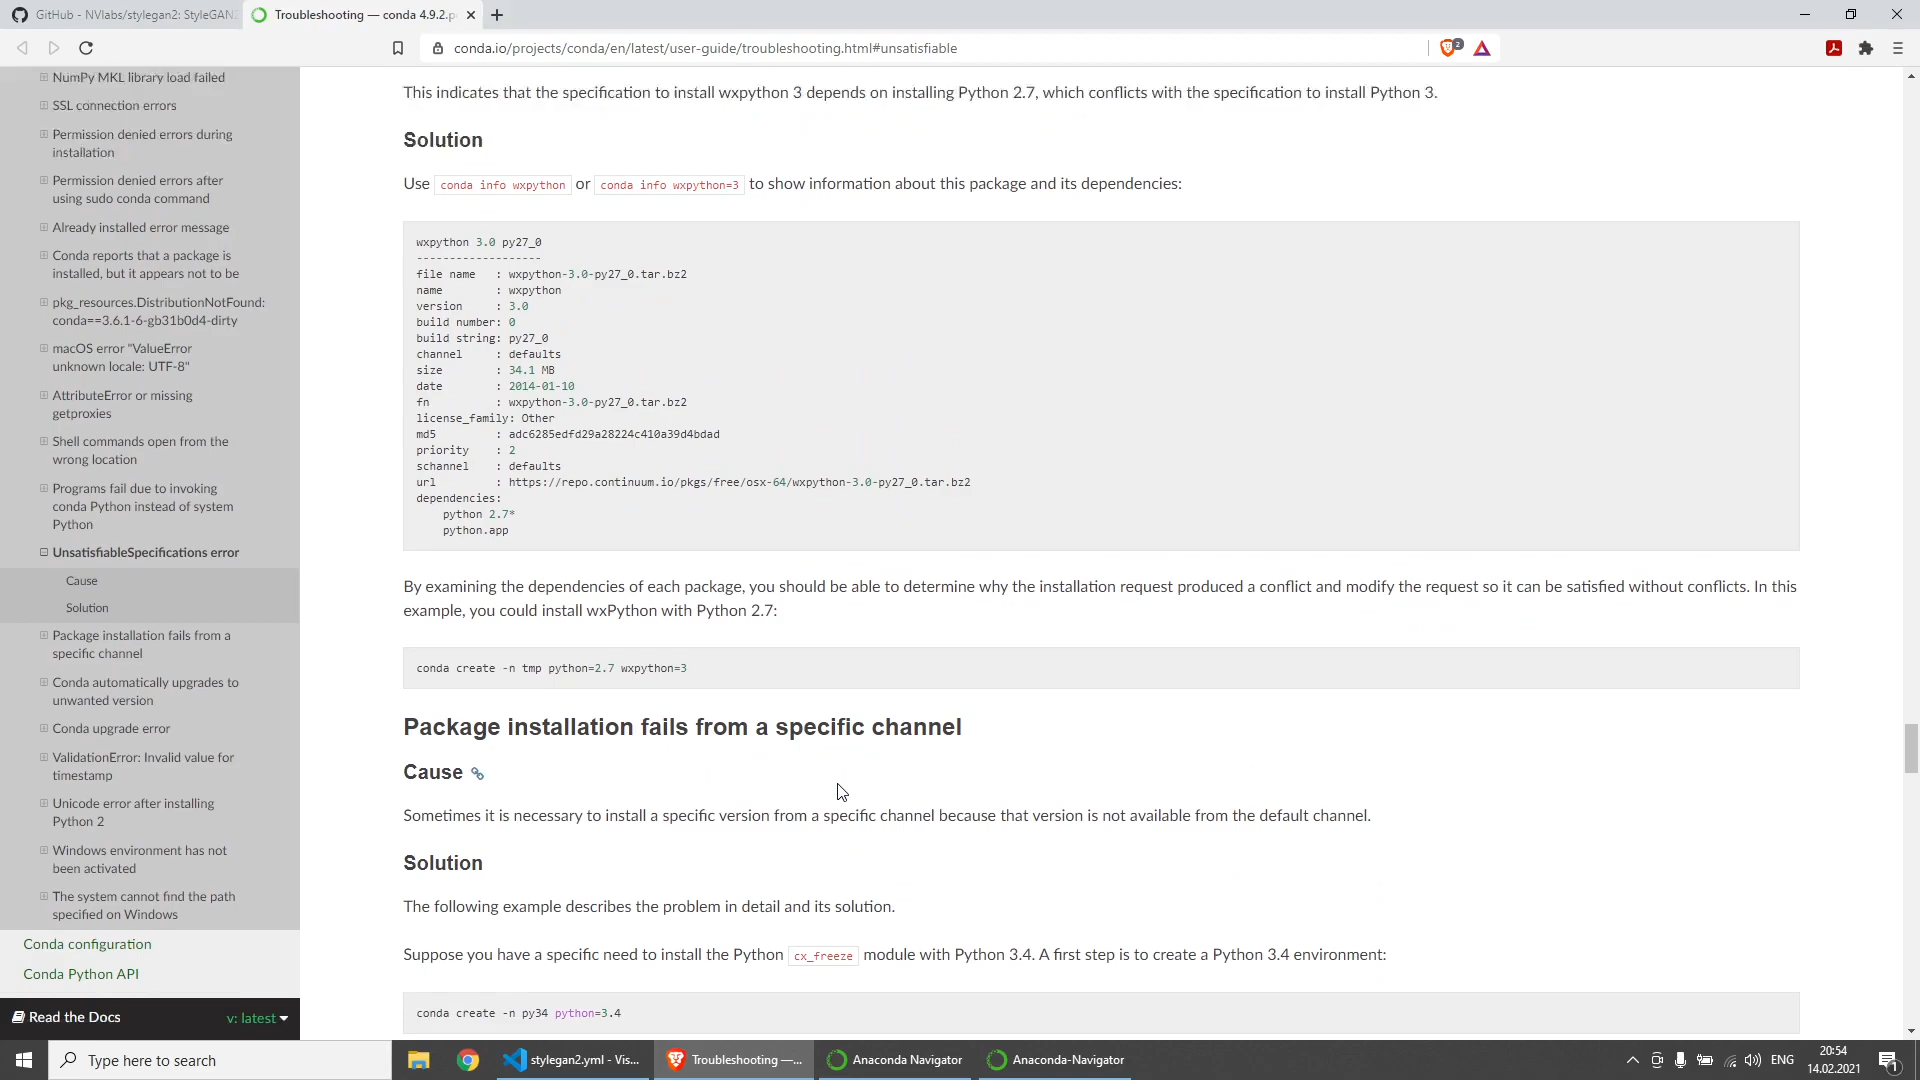 GitHub - NVlabs/stylegan2: StyleGAN2
Troubleshooting — conda 4.9.2.p
conda.io/projects/conda/en/latest/user-guide/troubleshooting.html#unsatisfiable
2
NumPy MKL library load failed
SSL connection errors
Permission denied errors during
installation
Permission denied errors after
using sudo conda command
Already installed error message
Conda reports that a package is
installed, but it appears not to be
pkg_resources.DistributionNotFound:
conda==3.6.1-6-gb31b0d4-dirty
macOS error "ValueError
unknown locale: UTF-8"
AttributeError or missing
getproxies
Shell commands open from the
wrong location
Programs fail due to invoking
conda Python instead of system
Python
UnsatisfiableSpecifications error
Cause
Solution
Package installation fails from a
specific channel
Conda automatically upgrades to
unwanted version
Conda upgrade error
ValidationError: Invalid value for
timestamp
Unicode error after installing
Python 2
Windows environment has not
been activated
The system cannot find the path
specified on Windows
Conda configuration
Conda Python API
Read the Docs
v: latest
This indicates that the specification to install wxpython 3 depends on installing Python 2.7, which conflicts with the specification to install Python 3.
Solution
Use conda info wxpython or conda info wxpython=3 to show information about this package and its dependencies:
wxpython 3.0 py27_0
-------------------
file name   : wxpython-3.0-py27_0.tar.bz2
name        : wxpython
version     : 3.0
build number: 0
build string: py27_0
channel     : defaults
size        : 34.1 MB
date        : 2014-01-10
fn          : wxpython-3.0-py27_0.tar.bz2
license_family: Other
md5         : adc6285edfd29a28224c410a39d4bdad
priority    : 2
schannel    : defaults
url         : https://repo.continuum.io/pkgs/free/osx-64/wxpython-3.0-py27_0.tar.bz2
dependencies:
python 2.7*
python.app
By examining the dependencies of each package, you should be able to determine why the installation request produced a conflict and modify the request so it can be satisfied without conflicts. In this
example, you could install wxPython with Python 2.7:
conda create -n tmp python=2.7 wxpython=3
Package installation fails from a specific channel
Cause
Sometimes it is necessary to install a specific version from a specific channel because that version is not available from the default channel.
Solution
The following example describes the problem in detail and its solution.
Suppose you have a specific need to install the Python cx_freeze module with Python 3.4. A first step is to create a Python 3.4 environment:
conda create -n py34 python=3.4
Type here to search
stylegan2.yml - Vis...
Troubleshooting —...
Anaconda Navigator
Anaconda-Navigator
ENG
20:54
14.02.2021
1